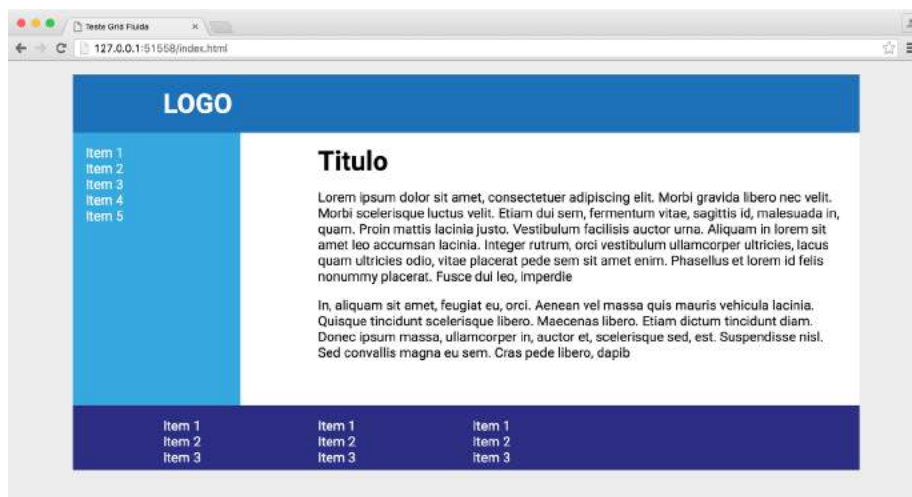 Teste Grid Fluida
127.0.0.1:51558/index.html
LOGO
Item 1
Item 2
Item 3
Item 4
Item 5
Titulo
Lorem ipsum dolor sit amet, consectetuer adipiscing elit. Morbi gravida libero nec velit.
Morbi scelerisque luctus velit. Etiam dui sem, fermentum vitae, sagittis id, malesuada in,
quam. Proin mattis lacinia justo. Vestibulum facilisis auctor urna. Aliquam in lorem sit
amet leo accumsan lacinia. Integer rutrum, orci vestibulum ullamcorper ultricies, lacus
quam ultricies odio, vitae placerat pede sem sit amet enim. Phasellus et lorem id felis
nonummy placerat. Fusce dui leo, imperdie
In, aliquam sit amet, feugiat eu, orci. Aenean vel massa quis mauris vehicula lacinia.
Quisque tincidunt scelerisque libero. Maecenas libero. Etiam dictum tincidunt diam.
Donec ipsum massa, ullamcorper in, auctor et, scelerisque sed, est. Suspendisse nisl.
Sed convallis magna eu sem. Cras pede libero, dapib
Item 1 Item 1 Item 1
Item 2 Item 2 Item 2
Item 3 Item 3 Item 3